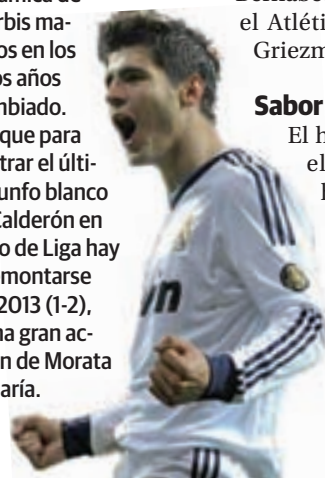 rbis ma-
os en los
os años
mbiado.
que para
trar el últi-
unfo blanco
Calderón en
o de Liga hay
montarse
2013 (1-2),
na gran ac-
n de Morata
aría.
el Atléti
Griezm
Sabor
El h
el